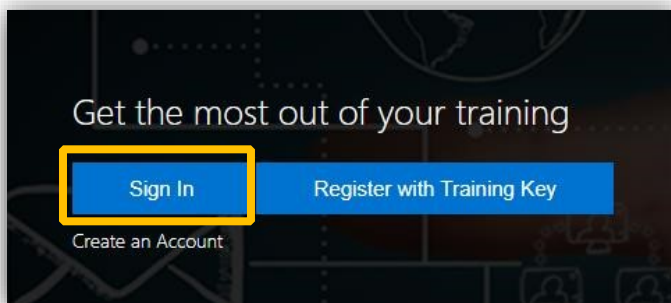 Get the most out of your training
Sign In
Register with Training Key
Create an Account